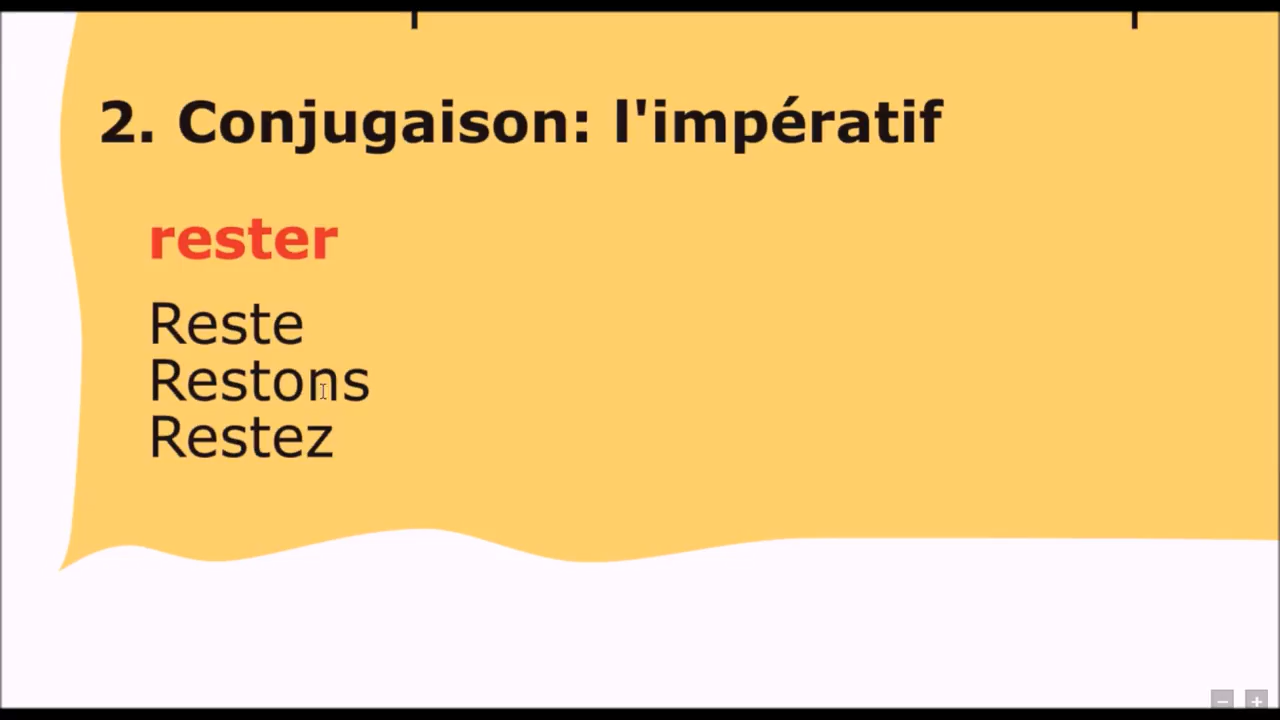 2. Conjugaison: l'impératif
rester
Reste
Restons
Restez